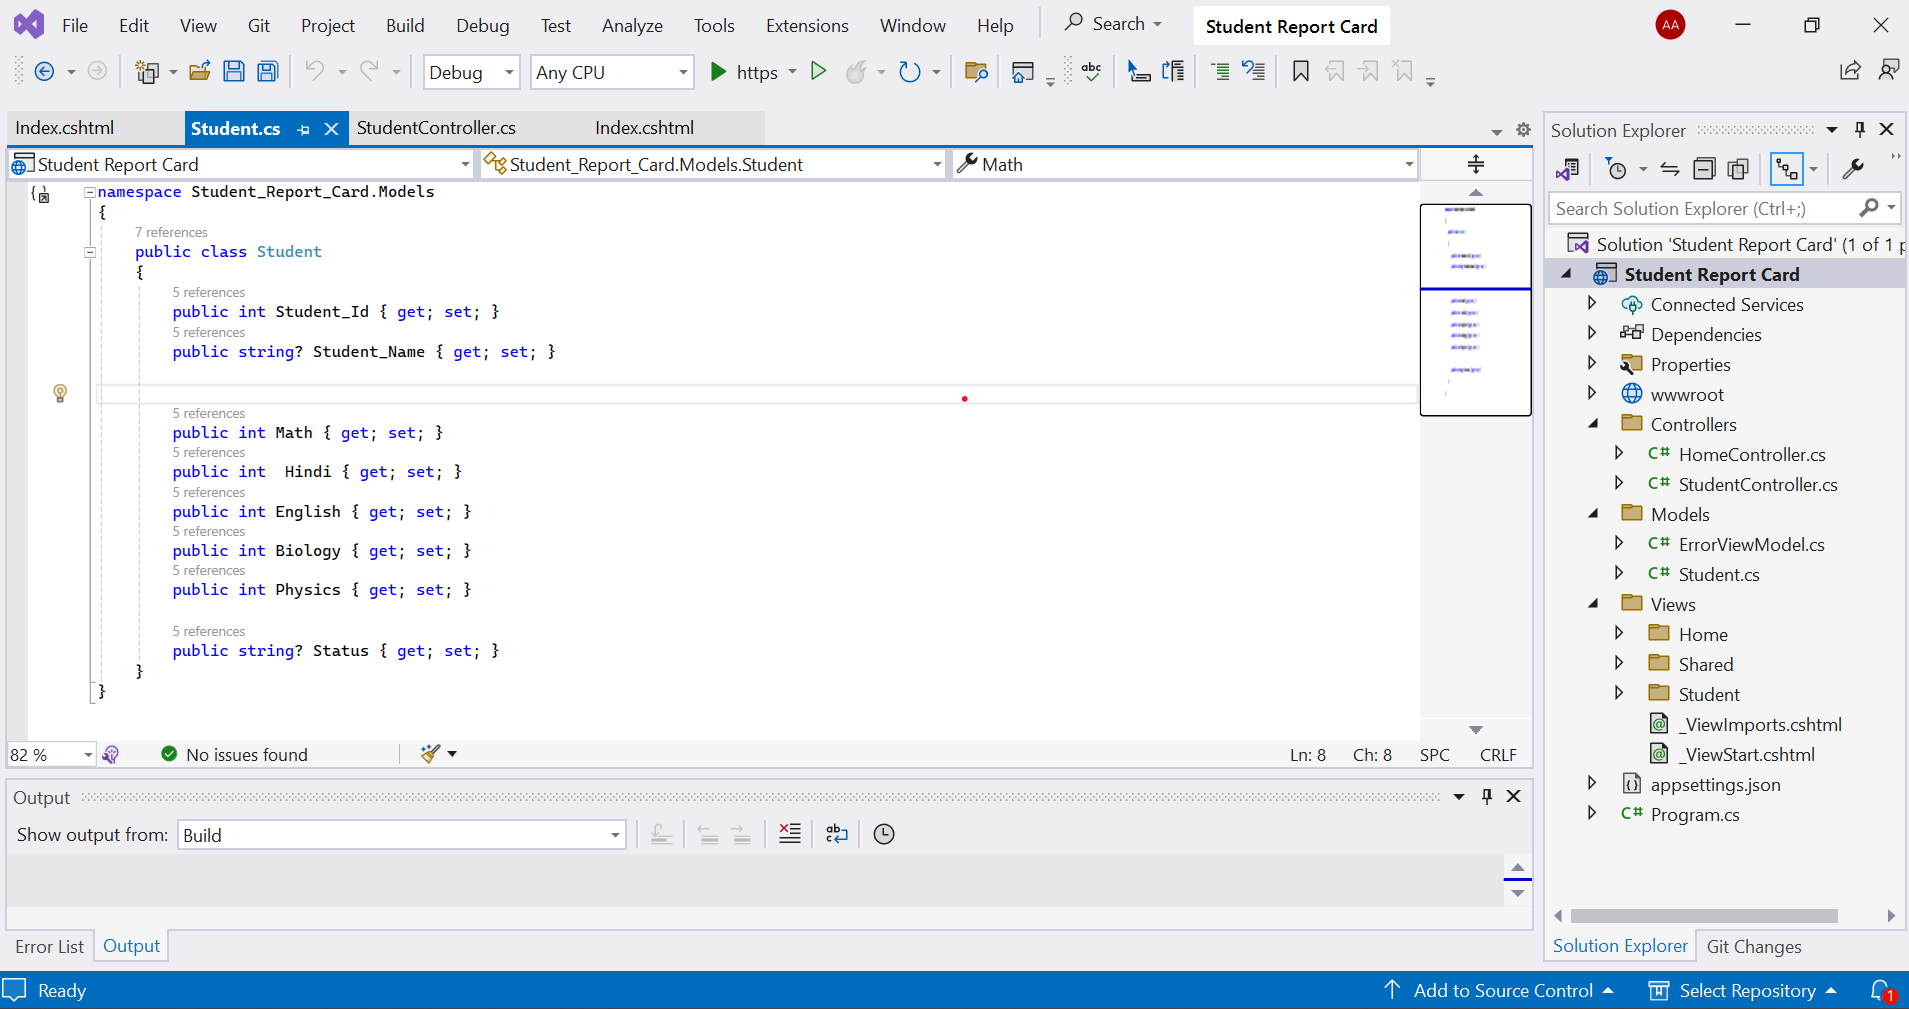 File Edit View Git Project Build Debug Test Analyze Tools Extensions Window Help Search Student Report Card AA
Debug Any CPU https
Index.cshtml Student.cs StudentController.cs Index.cshtml
Student Report Card Student_Report_Card.Models.Student Math
namespace Student_Report_Card.Models
{
7 references
public class Student
{
5 references
public int Student_Id { get; set; }
5 references
public string? Student_Name { get; set; }
5 references
public int Math { get; set; }
5 references
public int  Hindi { get; set; }
5 references
public int English { get; set; }
5 references
public int Biology { get; set; }
5 references
public int Physics { get; set; }
5 references
public string? Status { get; set; }
}
}
82 % No issues found Ln: 8 Ch: 8 SPC CRLF
Output
Show output from: Build
Error List Output
Solution Explorer
Search Solution Explorer (Ctrl+;)
Solution 'Student Report Card' (1 of 1 p
Student Report Card
Connected Services
Dependencies
Properties
wwwroot
Controllers
C# HomeController.cs
C# StudentController.cs
Models
C# ErrorViewModel.cs
C# Student.cs
Views
Home
Shared
Student
_ViewImports.cshtml
_ViewStart.cshtml
appsettings.json
C# Program.cs
Solution Explorer Git Changes
Ready Add to Source Control Select Repository 1